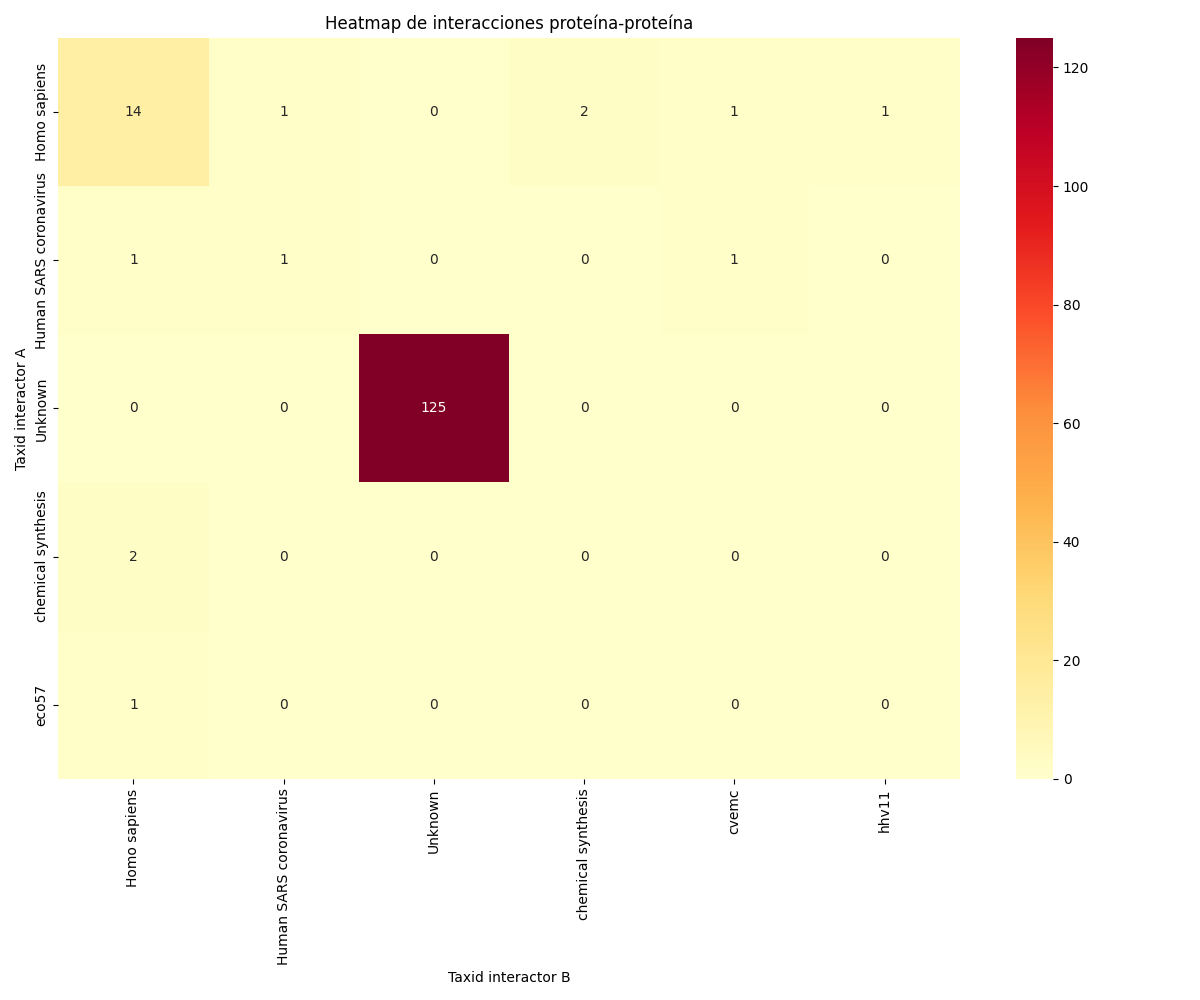 Heatmap de interacciones proteína-proteína
Taxid interactor A
Homo sapiens
14 1 0 2 1 1
Human SARS coronavirus
1 1 0 0 1 0
Unknown
0 0 125 0 0 0
chemical synthesis
2 0 0 0 0 0
eco57
1 0 0 0 0 0
Homo sapiens
Human SARS coronavirus
Unknown
chemical synthesis
cvemc
hhv11
Taxid interactor B
120
100
80
60
40
20
0